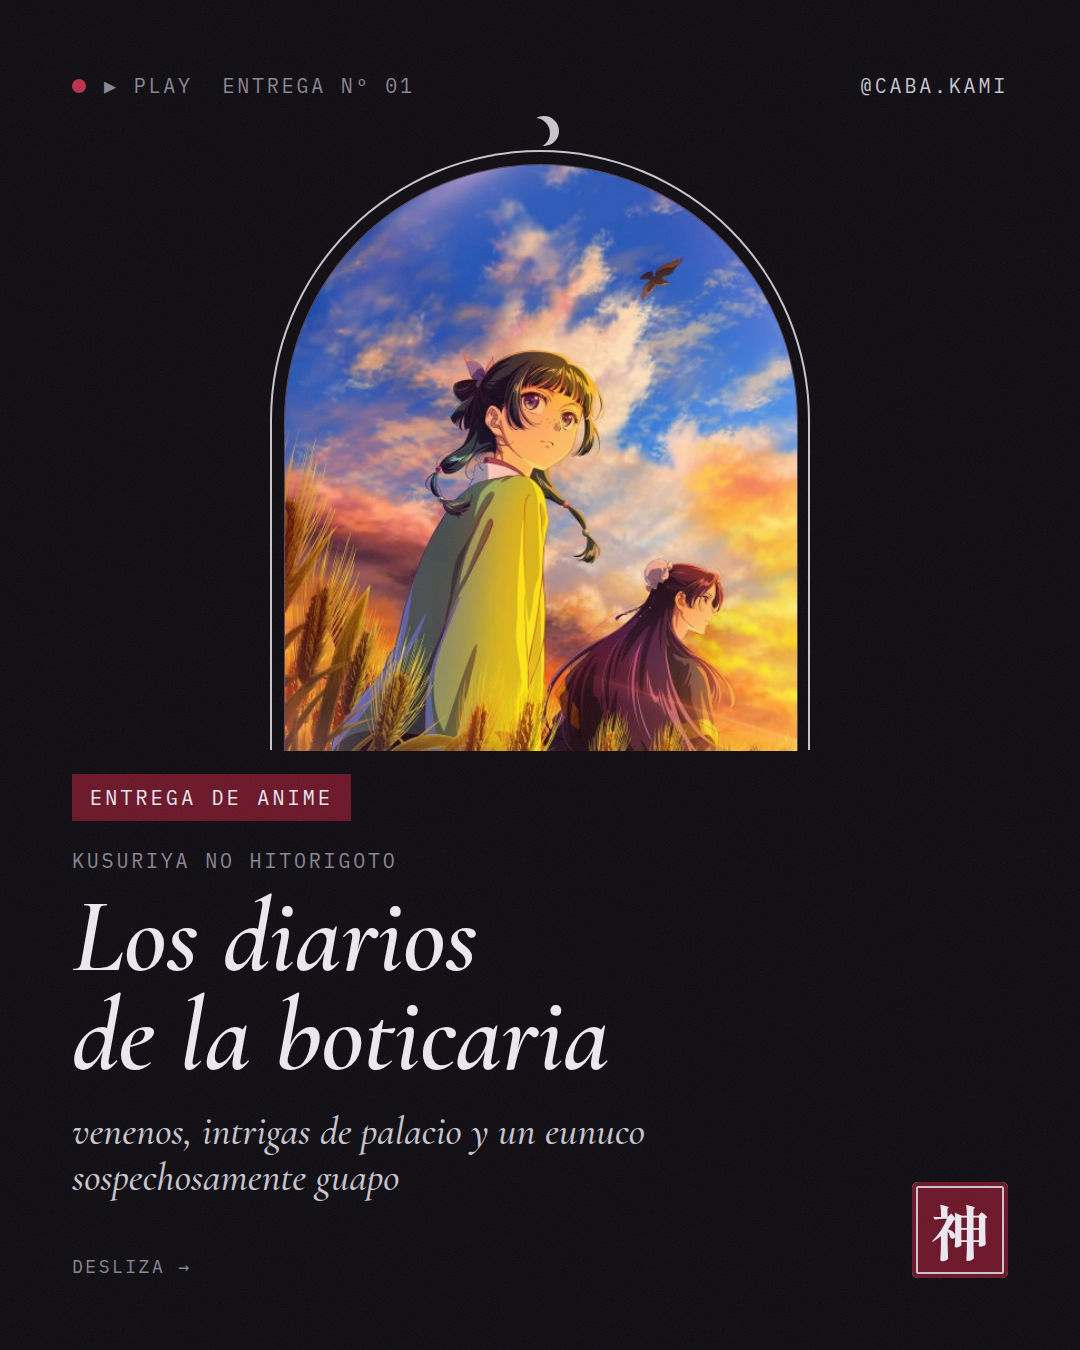 ▶ PLAY ENTREGA Nº 01
@CABA.KAMI
ENTREGA DE ANIME
KUSURIYA NO HITORIGOTO
Los diarios
de la boticaria
venenos, intrigas de palacio y un eunuco
sospechosamente guapo
神
DESLIZA →